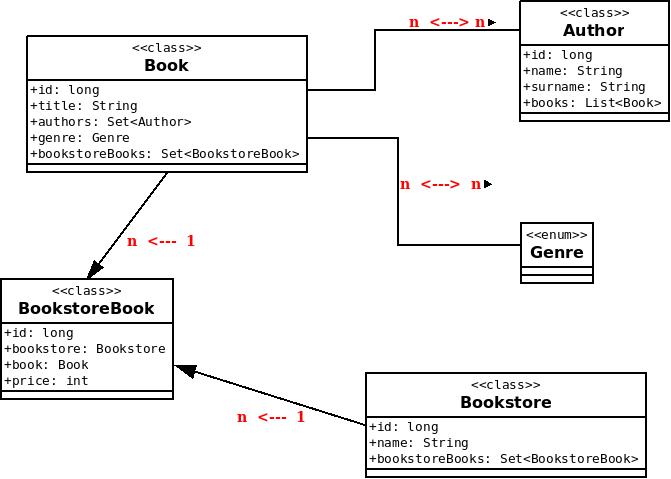 <<class>>
Book
+id: long
+title: String
+authors: Set<Author>
+genre: Genre
+bookstoreBooks: Set<BookstoreBook>
n <---> n
<<class>>
Author
+id: long
+name: String
+surname: String
+books: List<Book>
n <---> n
<<enum>>
Genre
n <--- 1
<<class>>
BookstoreBook
+id: long
+bookstore: Bookstore
+book: Book
+price: int
n <--- 1
<<class>>
Bookstore
+id: long
+name: String
+bookstoreBooks: Set<BookstoreBook>